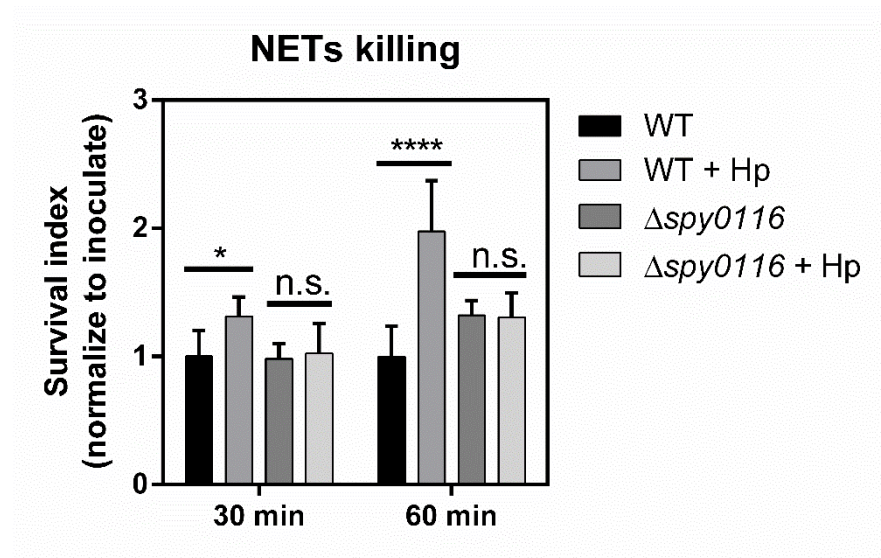 NETs killing
Survival index
(normalize to inoculate)
3
2
1
0
*
n.s.
****
n.s.
30 min
60 min
WT
WT + Hp
Δspy0116
Δspy0116 + Hp